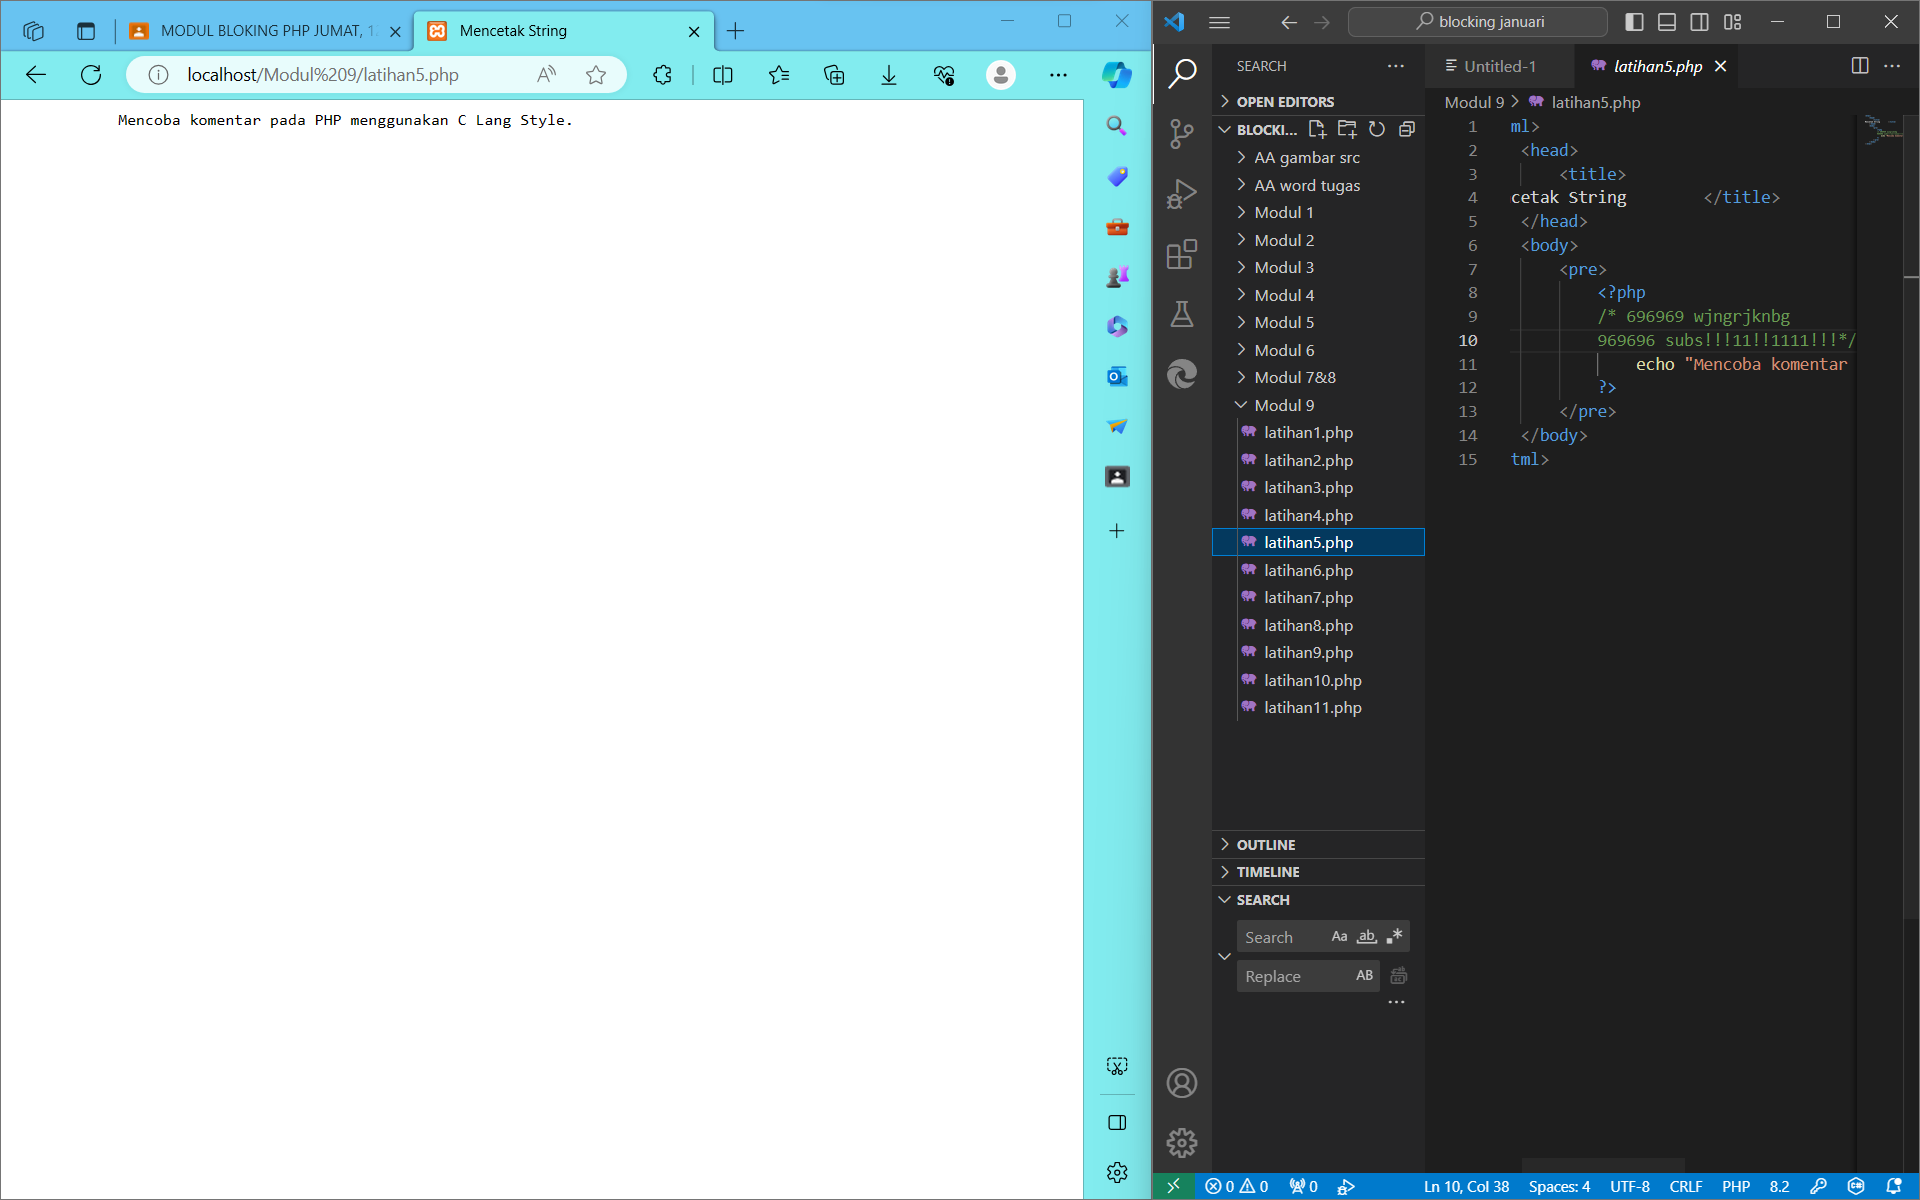 MODUL BLOKING PHP JUMAT, 1
Mencetak String
localhost/Modul%209/latihan5.php
Mencoba komentar pada PHP menggunakan C Lang Style.
blocking januari
SEARCH
OPEN EDITORS
BLOCKI...
AA gambar src
AA word tugas
Modul 1
Modul 2
Modul 3
Modul 4
Modul 5
Modul 6
Modul 7&8
Modul 9
latihan1.php
latihan2.php
latihan3.php
latihan4.php
latihan5.php
latihan6.php
latihan7.php
latihan8.php
latihan9.php
latihan10.php
latihan11.php
OUTLINE
TIMELINE
SEARCH
Search Aa ab .*
Replace AB
Untitled-1
latihan5.php
Modul 9 > latihan5.php
1 ml>
2 <head>
3 <title>
4 cetak String </title>
5 </head>
6 <body>
7 <pre>
8 <?php
9 /* 696969 wjngrjknbg
10 969696 subs!!!11!!1111!!!*/
11 echo "Mencoba komentar
12 ?>
13 </pre>
14 </body>
15 tml>
0 0 0
Ln 10, Col 38 Spaces: 4 UTF-8 CRLF PHP 8.2